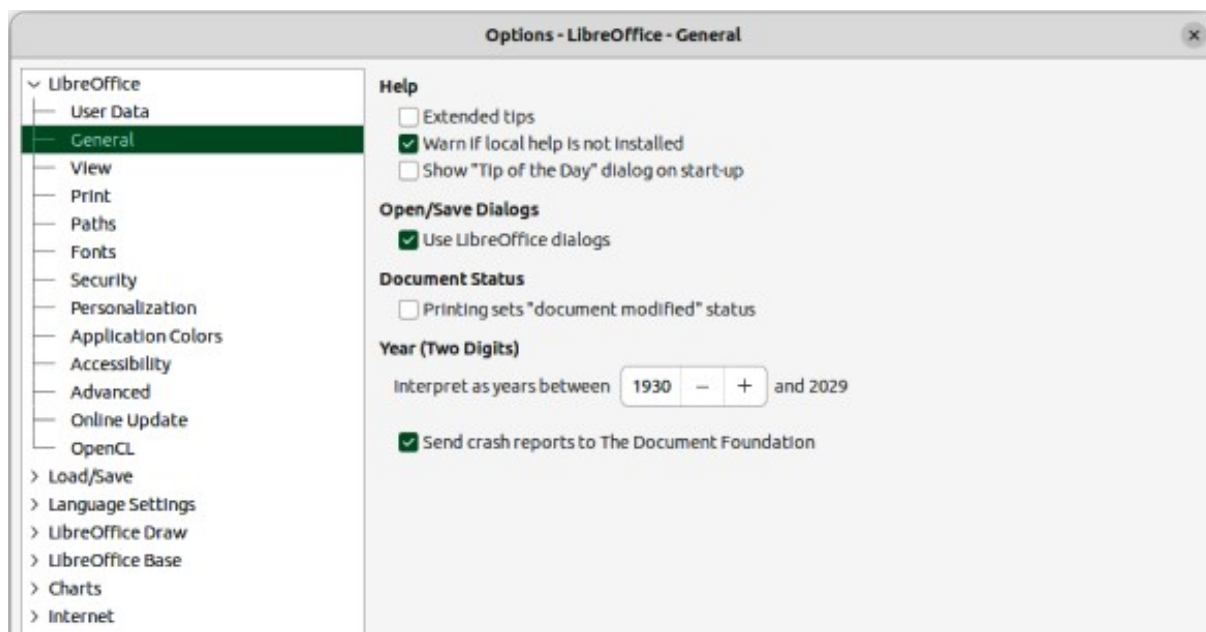 Options - LibreOffice - General
LibreOffice
User Data
General
View
Print
Paths
Fonts
Security
Personalization
Application Colors
Accessibility
Advanced
Online Update
OpenCL
Load/Save
Language Settings
LibreOffice Draw
LibreOffice Base
Charts
Internet
Help
Extended tips
Warn if local help is not installed
Show "Tip of the Day" dialog on start-up
Open/Save Dialogs
Use LibreOffice dialogs
Document Status
Printing sets "document modified" status
Year (Two Digits)
Interpret as years between 1930 − + and 2029
Send crash reports to The Document Foundation